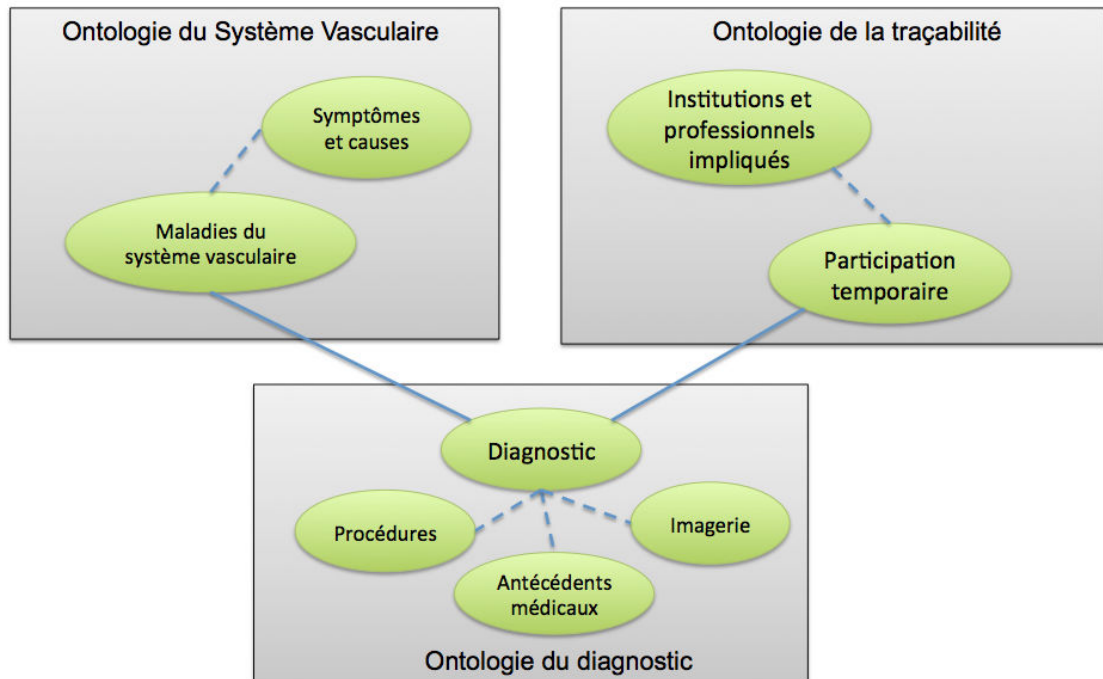 Ontologie du Système Vasculaire
Symptômes
et causes
Maladies du
système vasculaire
Ontologie de la traçabilité
Institutions et
professionnels
impliqués
Participation
temporaire
Diagnostic
Procédures
Imagerie
Antécédents
médicaux
Ontologie du diagnostic